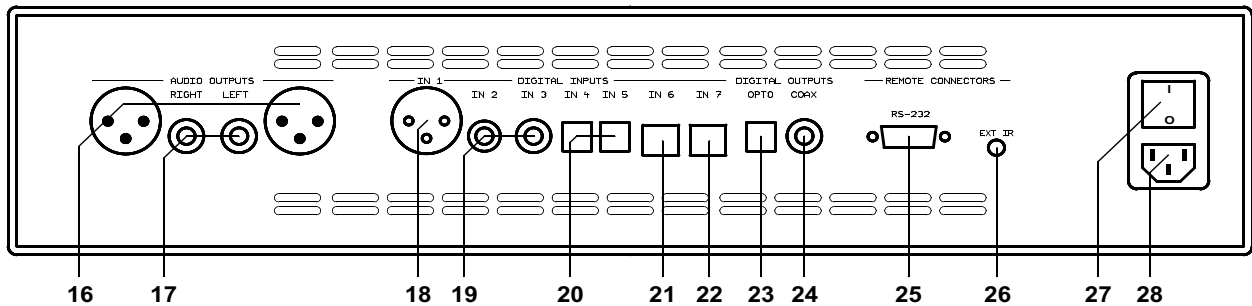 AUDIO OUTPUTS IN 1 DIGITAL INPUTS DIGITAL OUTPUTS REMOTE CONNECTORS
RIGHT LEFT IN 2 IN 3 IN 4 IN 5 IN 6 IN 7 OPTO COAX
RS-232
EXT IR
I
O
16 17 18 19 20 21 22 23 24 25 26 27 28